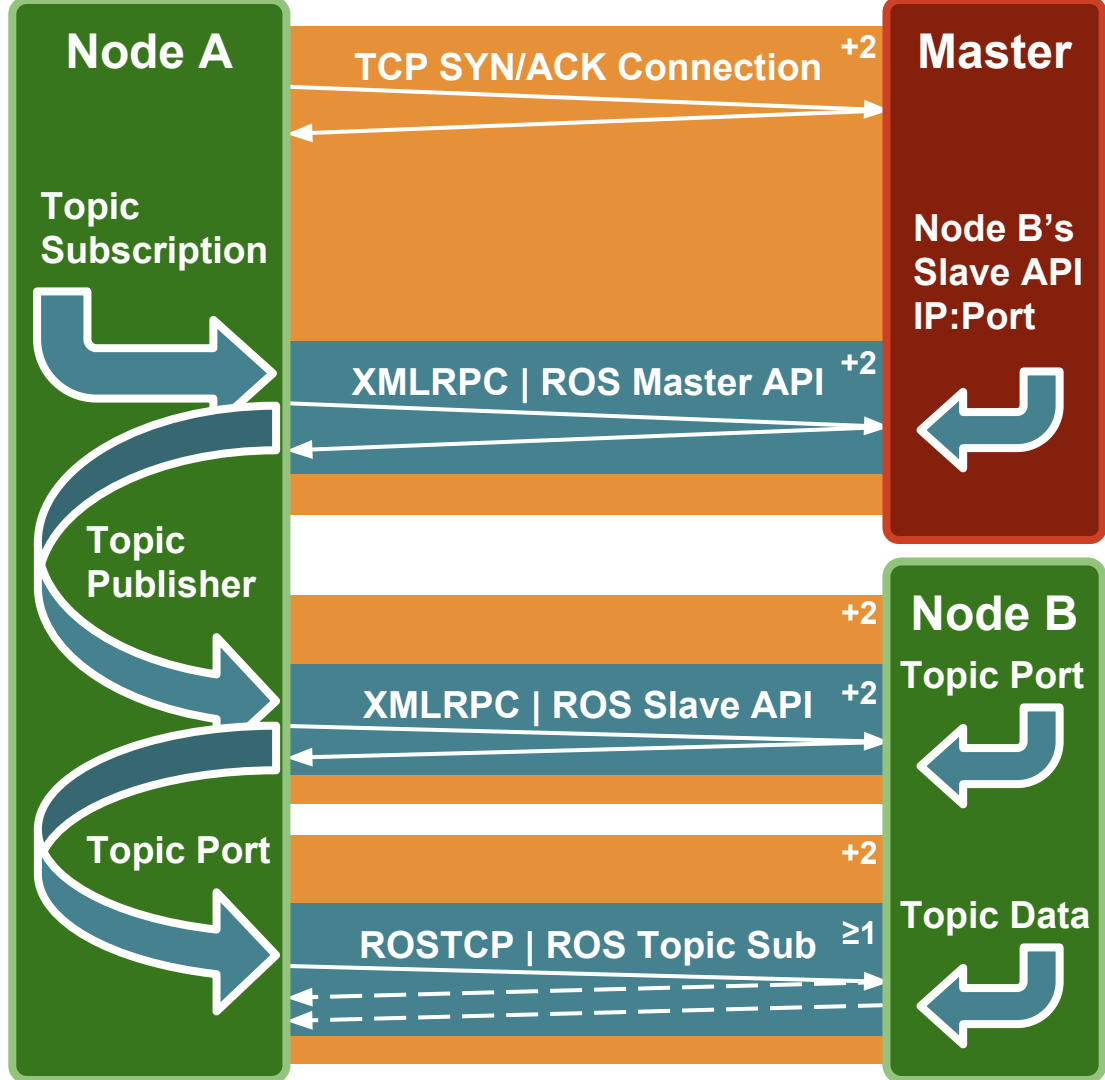 Node A
TCP SYN/ACK Connection
+2
Master
Topic
Subscription
Node B’s
Slave API
IP:Port
XMLRPC | ROS Master API
+2
Topic
Publisher
+2
Node B
Topic Port
XMLRPC | ROS Slave API
+2
Topic Port
+2
Topic Data
ROSTCP | ROS Topic Sub
≥1